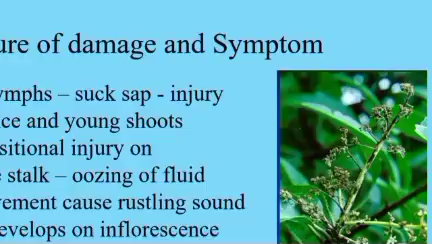 ure of damage and Symptom
ymphs – suck sap - injury
ce and young shoots
sitional injury on
stalk – oozing of fluid
vement cause rustling sound
evelops on inflorescence